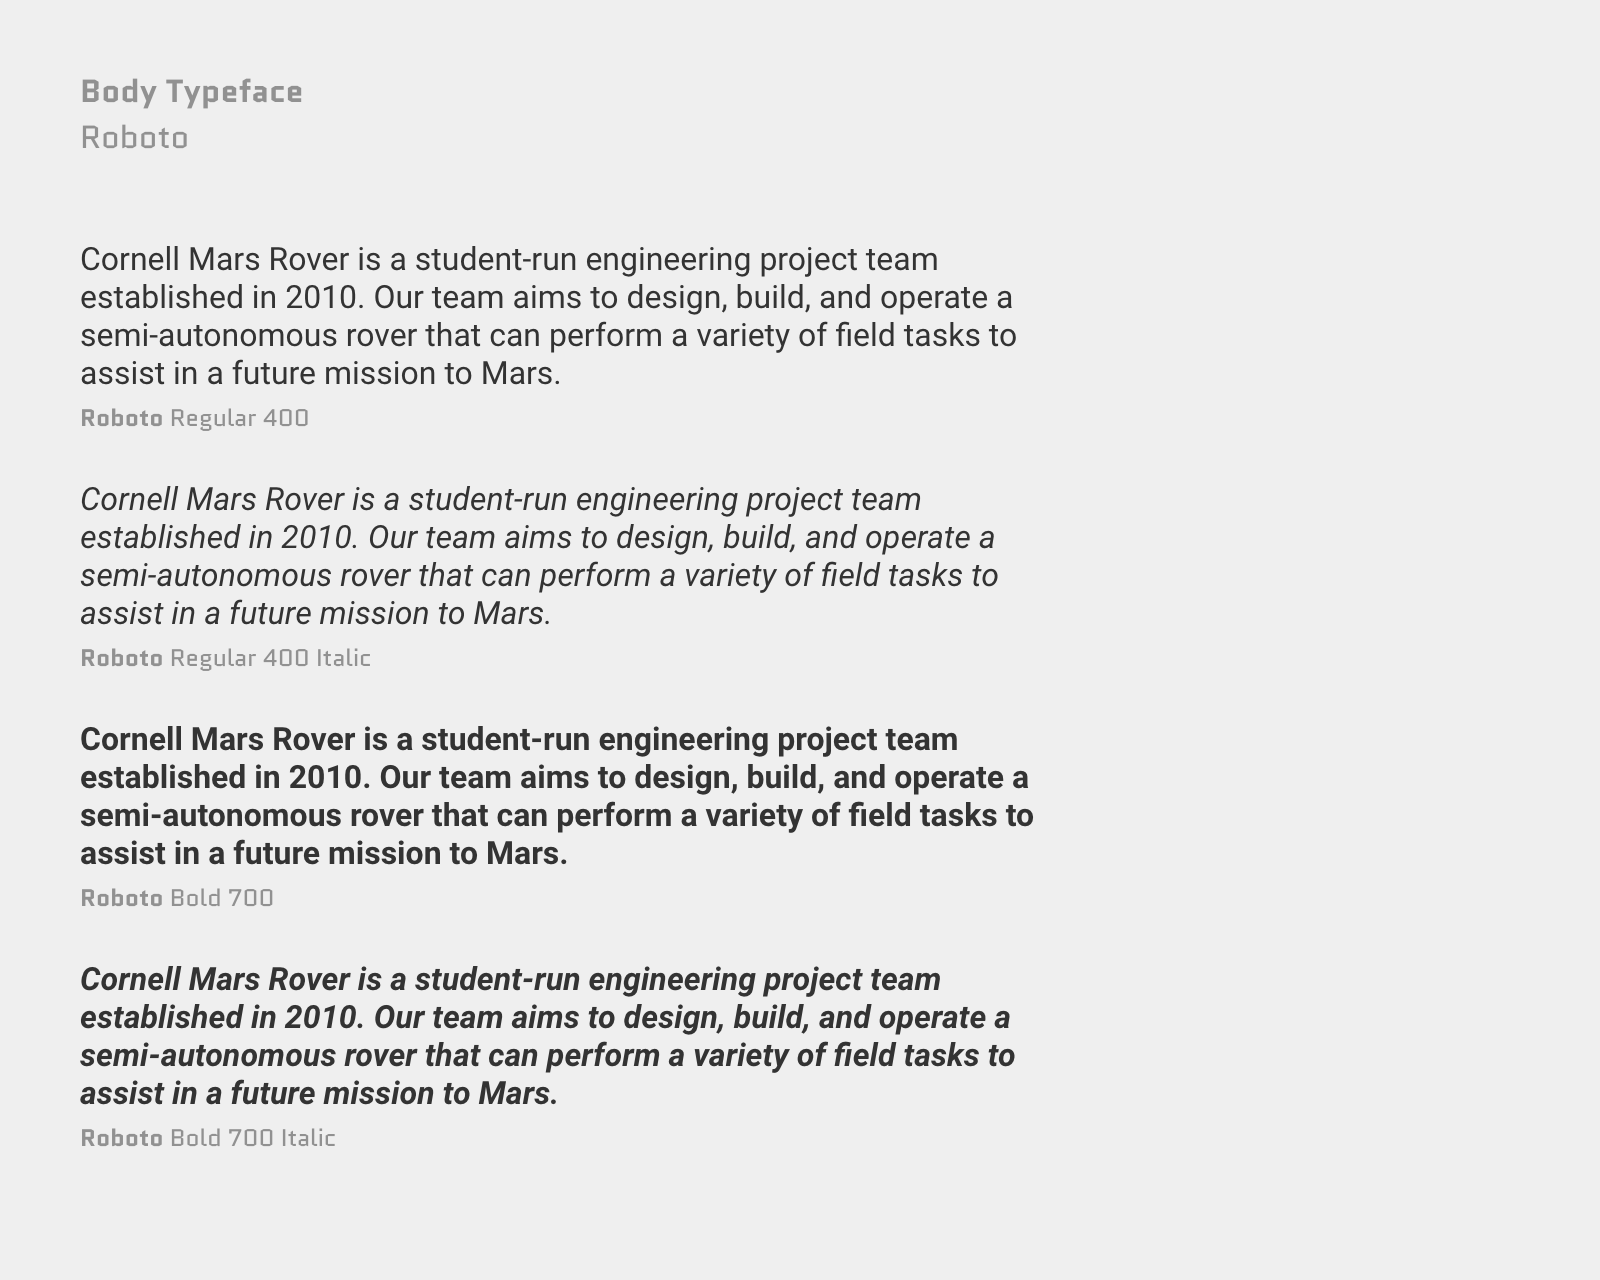 Body Typeface
Roboto
Cornell Mars Rover is a student-run engineering project team
established in 2010. Our team aims to design, build, and operate a
semi-autonomous rover that can perform a variety of field tasks to
assist in a future mission to Mars.
Roboto Regular 400
Cornell Mars Rover is a student-run engineering project team
established in 2010. Our team aims to design, build, and operate a
semi-autonomous rover that can perform a variety of field tasks to
assist in a future mission to Mars.
Roboto Regular 400 Italic
Cornell Mars Rover is a student-run engineering project team
established in 2010. Our team aims to design, build, and operate a
semi-autonomous rover that can perform a variety of field tasks to
assist in a future mission to Mars.
Roboto Bold 700
Cornell Mars Rover is a student-run engineering project team
established in 2010. Our team aims to design, build, and operate a
semi-autonomous rover that can perform a variety of field tasks to
assist in a future mission to Mars.
Roboto Bold 700 Italic